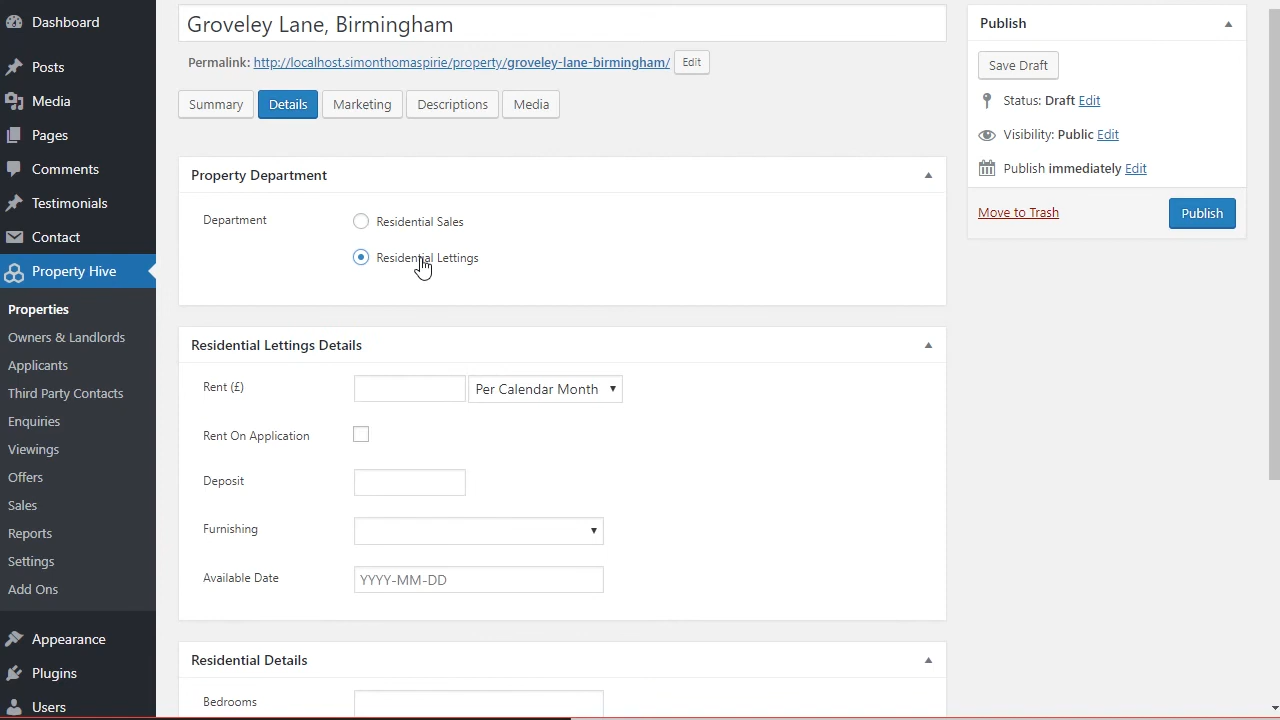 Dashboard
Posts
Media
Pages
Comments
Testimonials
Contact
Property Hive
Properties
Owners & Landlords
Applicants
Third Party Contacts
Enquiries
Viewings
Offers
Sales
Reports
Settings
Add Ons
Appearance
Plugins
Users
Groveley Lane, Birmingham
Permalink: http://localhost.simonthomaspirie/property/groveley-lane-birmingham/ Edit
Summary Details Marketing Descriptions Media
Property Department
Department
Residential Sales
Residential Lettings
Residential Lettings Details
Rent (£) Per Calendar Month
Rent On Application
Deposit
Furnishing
Available Date YYYY-MM-DD
Residential Details
Bedrooms
Publish
Save Draft
Status: Draft Edit
Visibility: Public Edit
Publish immediately Edit
Move to Trash Publish